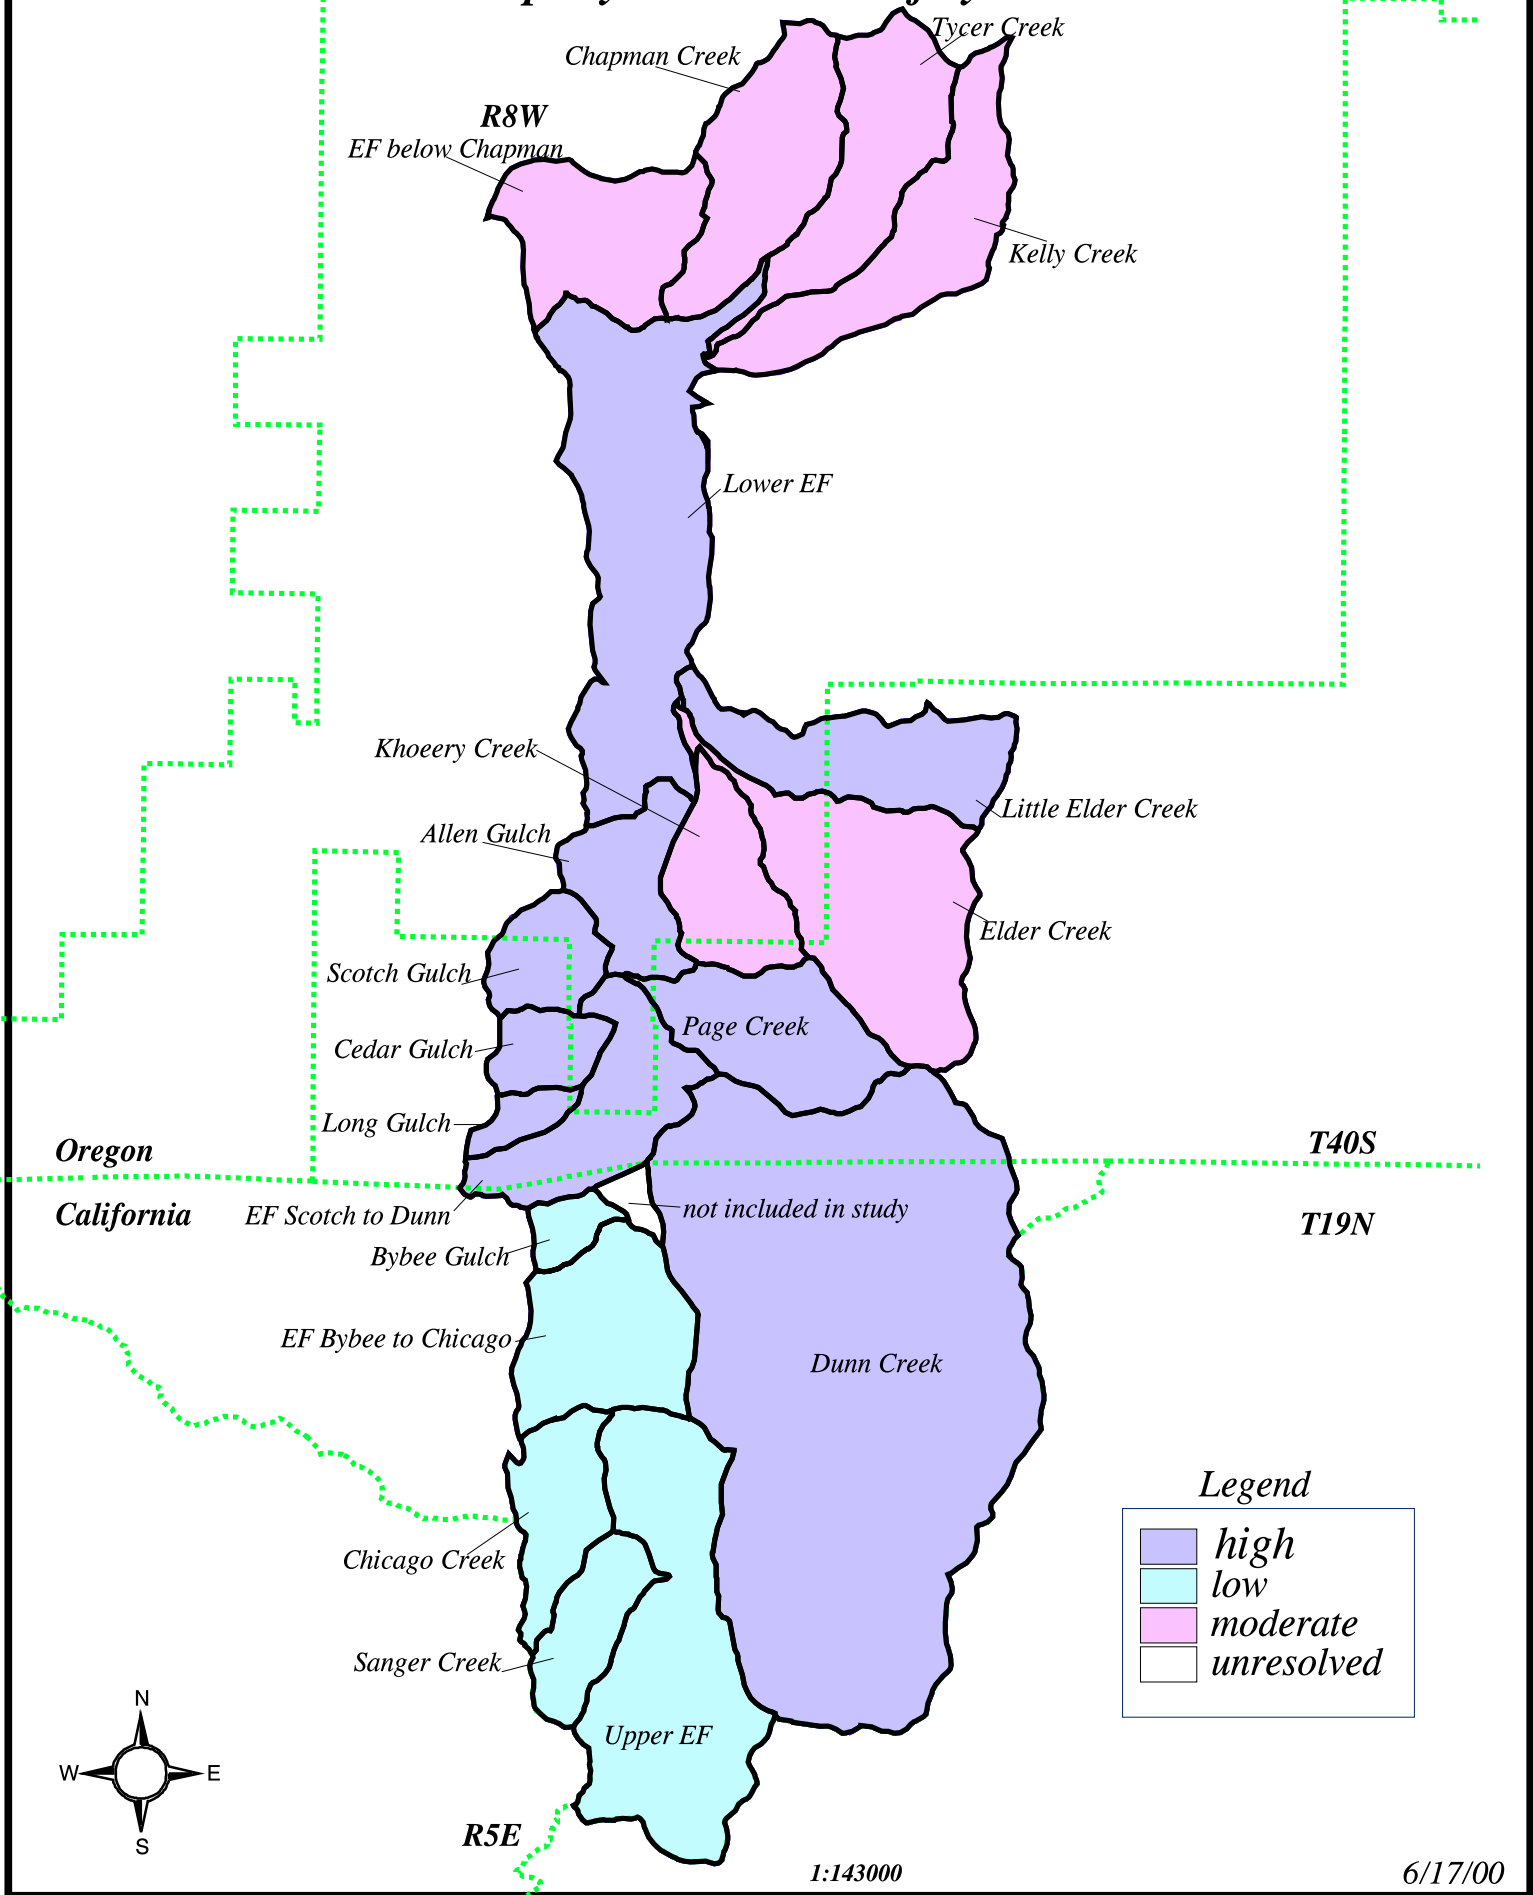 Tycer Creek
Chapman Creek
R8W
EF below Chapman
Kelly Creek
Lower EF
Khoeery Creek
Little Elder Creek
Allen Gulch
Elder Creek
Scotch Gulch
Page Creek
Cedar Gulch
Long Gulch
Oregon
T40S
California
EF Scotch to Dunn
not included in study
T19N
Bybee Gulch
EF Bybee to Chicago
Dunn Creek
Legend
high
low
moderate
unresolved
Chicago Creek
Sanger Creek
Upper EF
N
W
E
S
R5E
1:143000
6/17/00